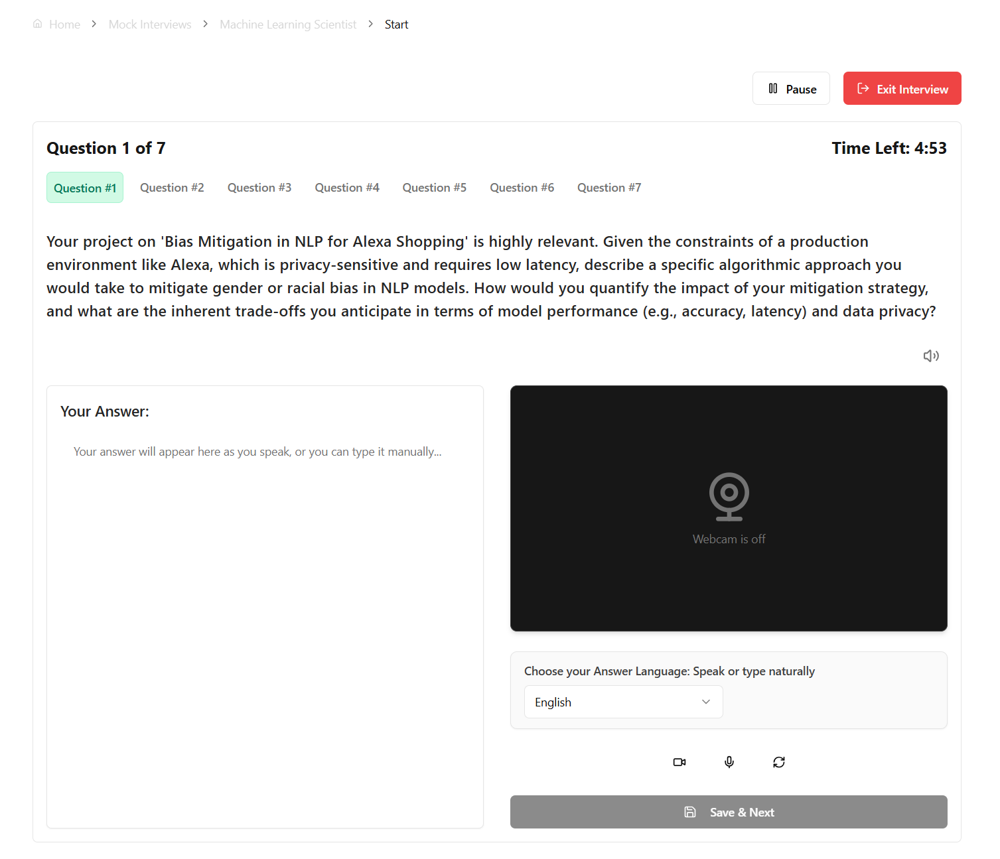 Home > Mock Interviews > Machine Learning Scientist > Start
Pause
Exit Interview
Question 1 of 7
Time Left: 4:53
Question #1 Question #2 Question #3 Question #4 Question #5 Question #6 Question #7
Your project on 'Bias Mitigation in NLP for Alexa Shopping' is highly relevant. Given the constraints of a production
environment like Alexa, which is privacy-sensitive and requires low latency, describe a specific algorithmic approach you
would take to mitigate gender or racial bias in NLP models. How would you quantify the impact of your mitigation strategy,
and what are the inherent trade-offs you anticipate in terms of model performance (e.g., accuracy, latency) and data privacy?
Your Answer:
Your answer will appear here as you speak, or you can type it manually...
Webcam is off
Choose your Answer Language: Speak or type naturally
English
Save & Next